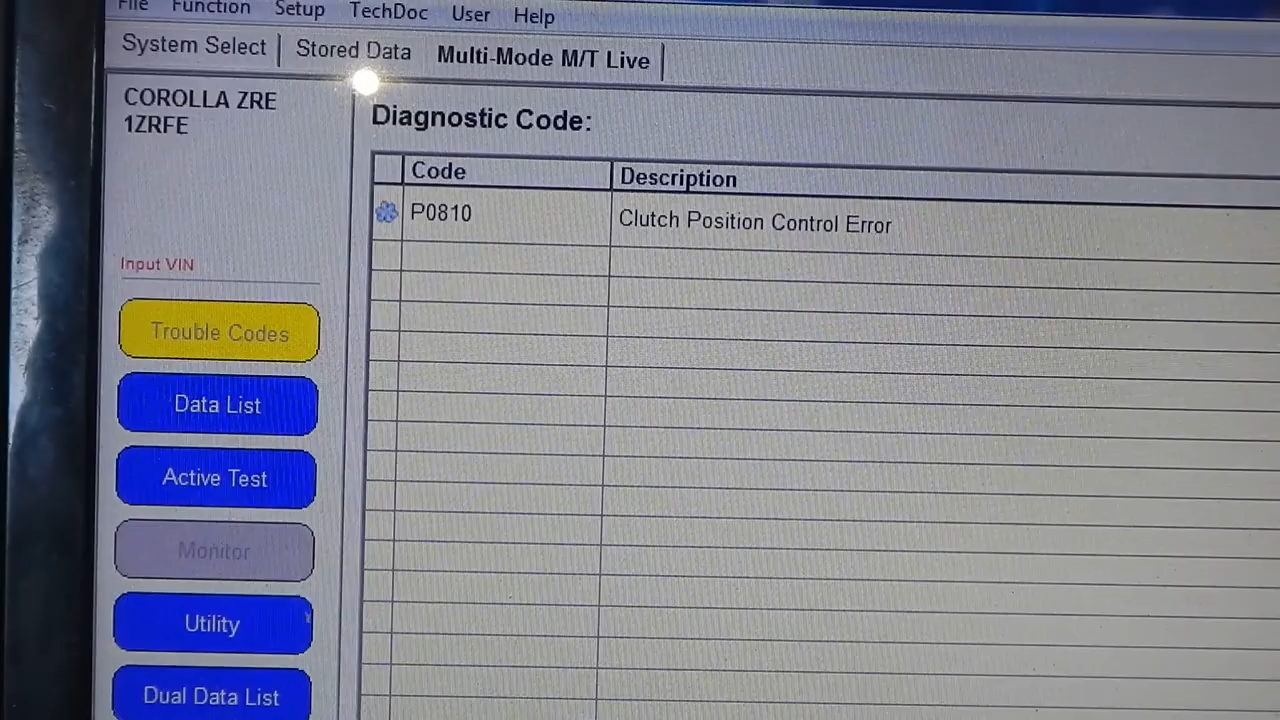 File Function Setup TechDoc User Help
System Select Stored Data Multi-Mode M/T Live
COROLLA ZRE
1ZRFE
Diagnostic Code:
Code Description
P0810 Clutch Position Control Error
Input VIN
Trouble Codes
Data List
Active Test
Monitor
Utility
Dual Data List